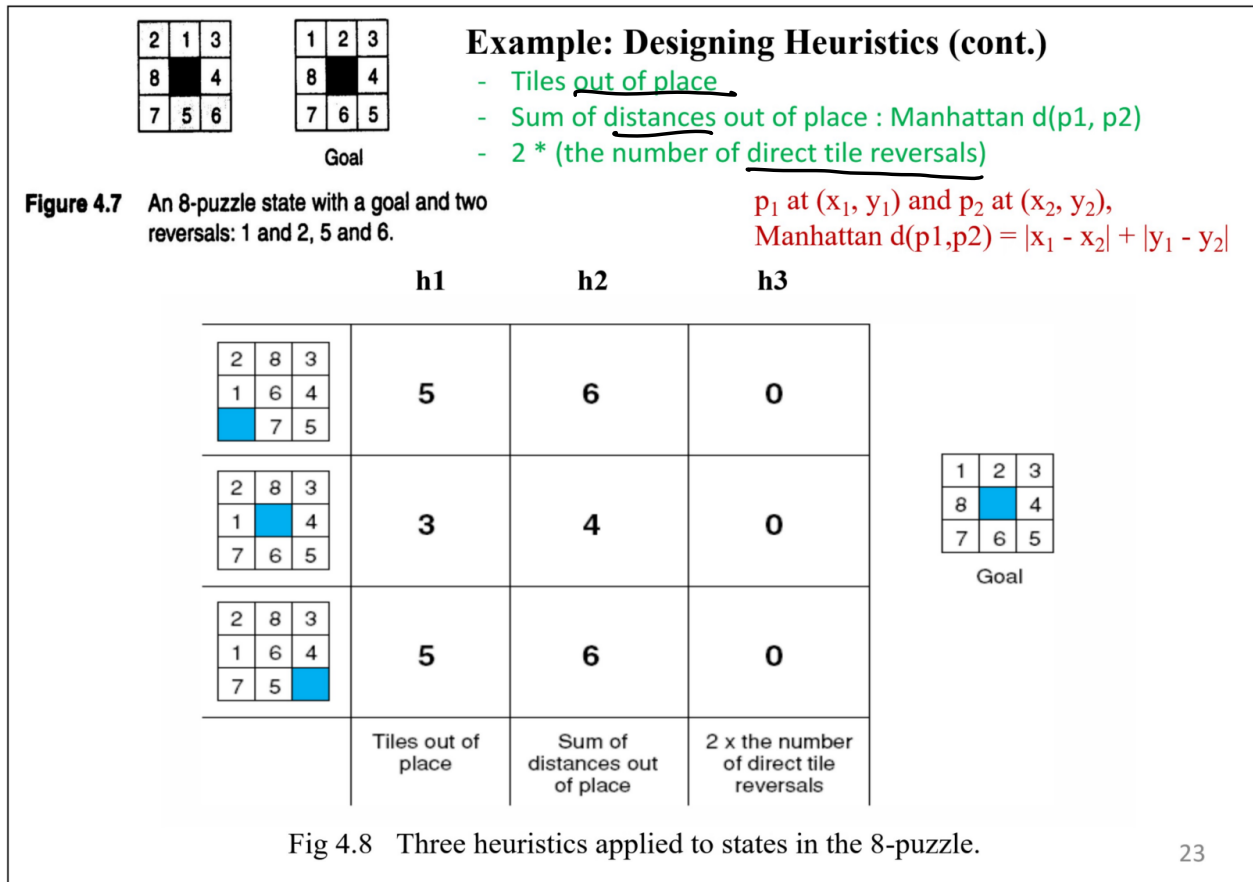 Example: Designing Heuristics (cont.)
2 1 3
8 4
7 5 6
1 2 3
8 4
7 6 5
Goal
- Tiles out of place
- Sum of distances out of place : Manhattan d(p1, p2)
- 2 * (the number of direct tile reversals)
Figure 4.7 An 8-puzzle state with a goal and two
reversals: 1 and 2, 5 and 6.
p₁ at (x₁, y₁) and p₂ at (x₂, y₂),
Manhattan d(p1,p2) = |x₁ - x₂| + |y₁ - y₂|
h1 h2 h3
2 8 3
1 6 4
7 5
5 6 0
2 8 3
1 4
7 6 5
3 4 0
2 8 3
1 6 4
7 5
5 6 0
1 2 3
8 4
7 6 5
Goal
Tiles out of
place
Sum of
distances out
of place
2 x the number
of direct tile
reversals
Fig 4.8 Three heuristics applied to states in the 8-puzzle.
23